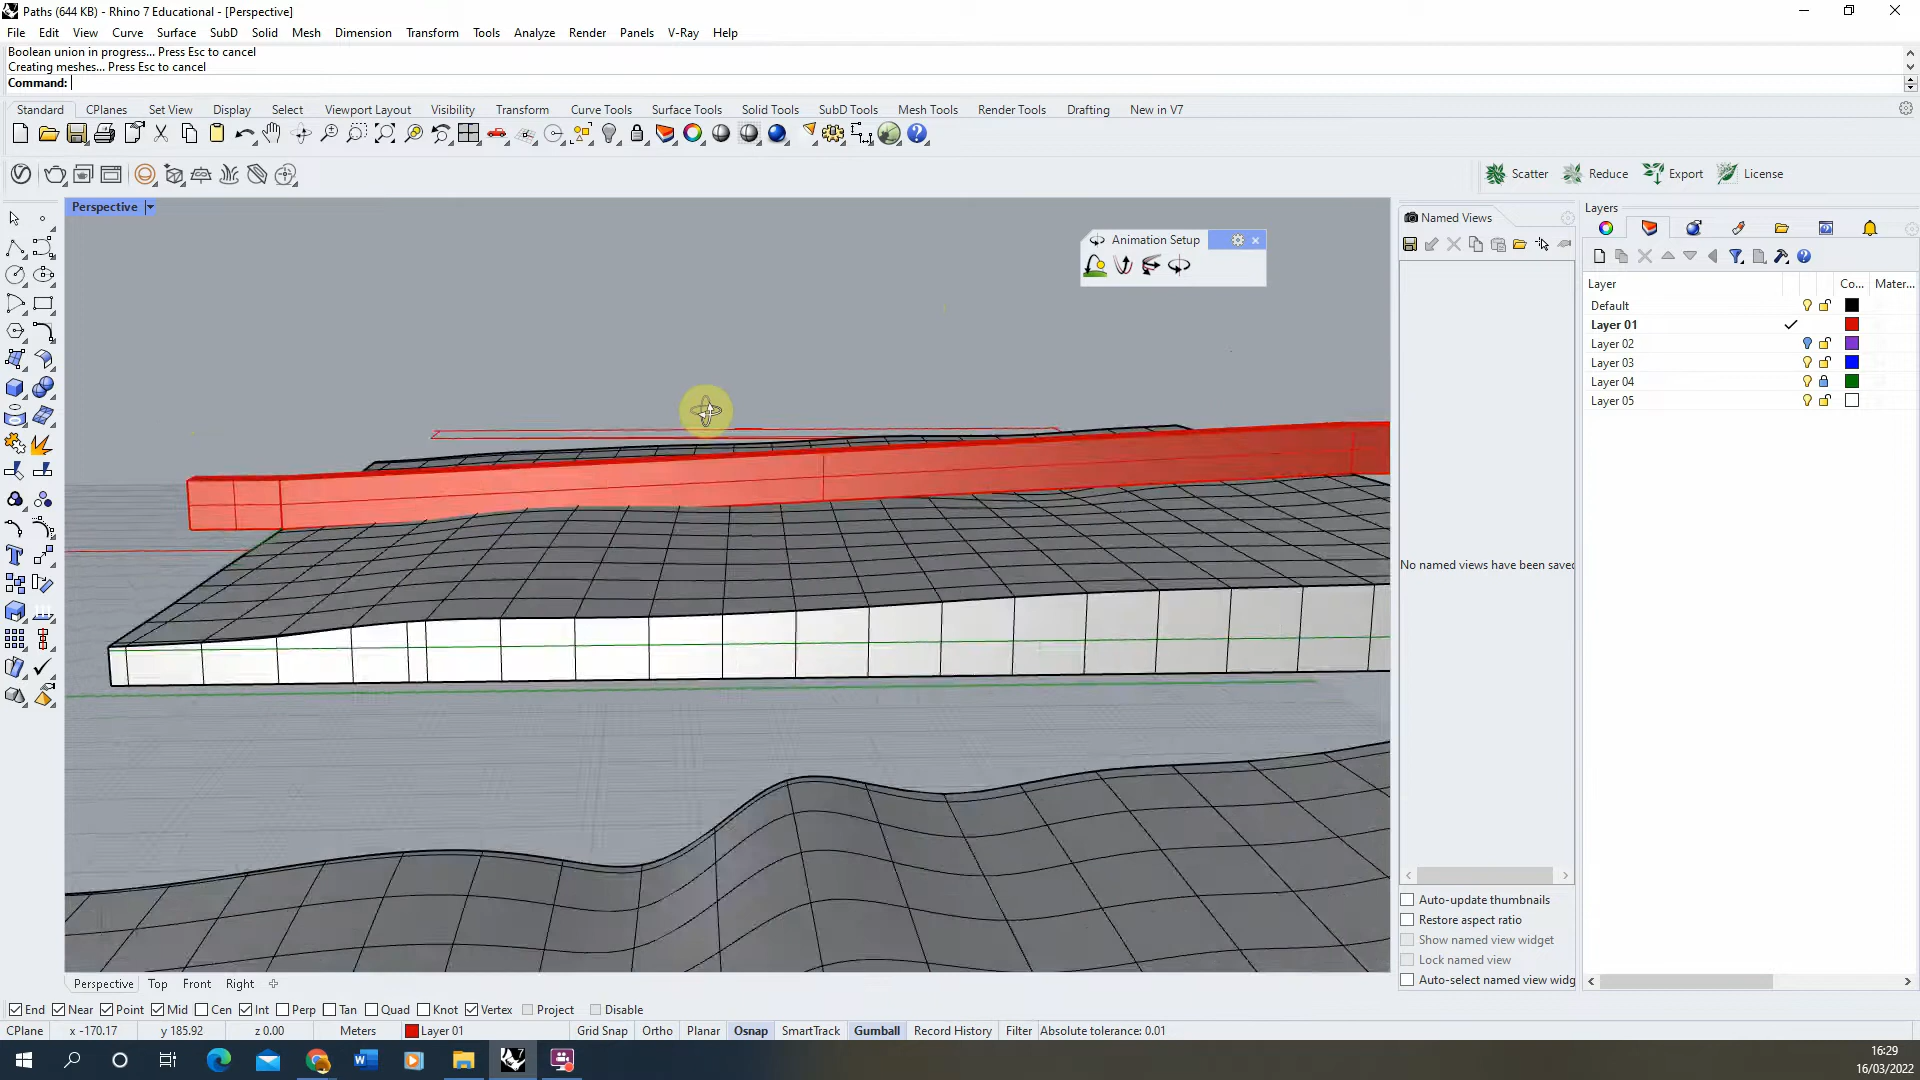 Paths (644 KB) - Rhino 7 Educational - [Perspective]
File Edit View Curve Surface SubD Solid Mesh Dimension Transform Tools Analyze Render Panels V-Ray Help
Boolean union in progress... Press Esc to cancel
Creating meshes... Press Esc to cancel
Command:
Standard CPlanes Set View Display Select Viewport Layout Visibility Transform Curve Tools Surface Tools Solid Tools SubD Tools Mesh Tools Render Tools Drafting New in V7
Scatter Reduce Export License
Perspective
Animation Setup
Named Views
No named views have been saved
Auto-update thumbnails
Restore aspect ratio
Show named view widget
Lock named view
Auto-select named view widg
Layers
Layer Co... Mater...
Default
Layer 01
Layer 02
Layer 03
Layer 04
Layer 05
Perspective Top Front Right
End Near Point Mid Cen Int Perp Tan Quad Knot Vertex Project Disable
CPlane x -170.17 y 185.92 z 0.00 Meters Layer 01 Grid Snap Ortho Planar Osnap SmartTrack Gumball Record History Filter Absolute tolerance: 0.01
16:29
16/03/2022